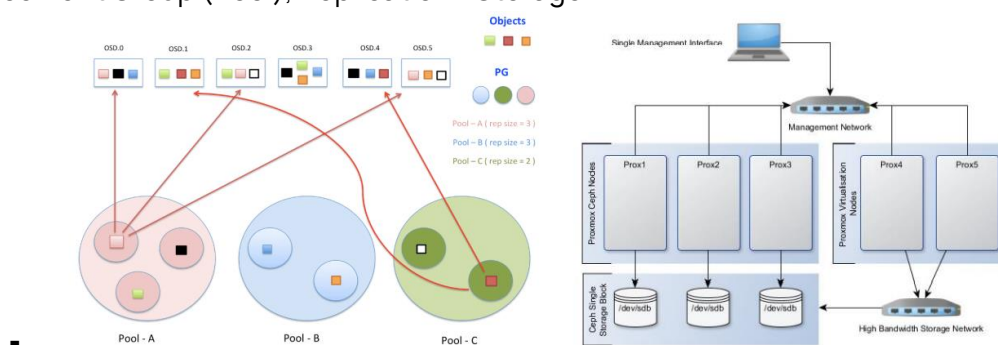 OSD.0 OSD.1 OSD.2 OSD.3 OSD.4 OSD.5
Objects
PG
Pool – A ( rep size = 3 )
Pool – B ( rep size = 3 )
Pool – C ( rep size = 2 )
Pool - A Pool - B Pool - C
Single Management Interface
Management Network
Proxmox Ceph Nodes
Prox1 Prox2 Prox3
Proxmox Virtualisation
Nodes
Prox4 Prox5
Ceph Single
Storage Block
/dev/sdb /dev/sdb /dev/sdb
High Bandwidth Storage Network